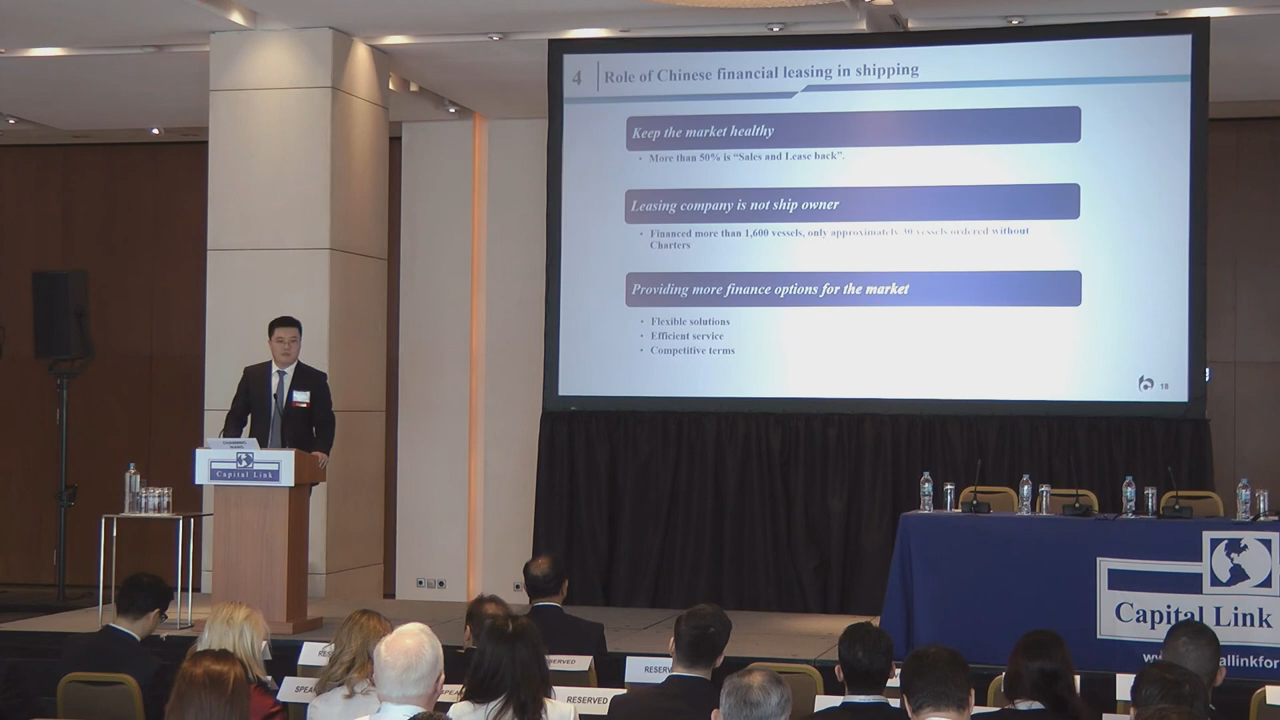 4 Role of Chinese financial leasing in shipping
Keep the market healthy
• More than 50% is “Sales and Lease back”.
Leasing company is not ship owner
• Financed more than 1,600 vessels, only approximately 30 vessels ordered without
Charters
Providing more finance options for the market
• Flexible solutions
• Efficient service
• Competitive terms
18
Capital Link
Capital Link
RESERVED
RESERVED